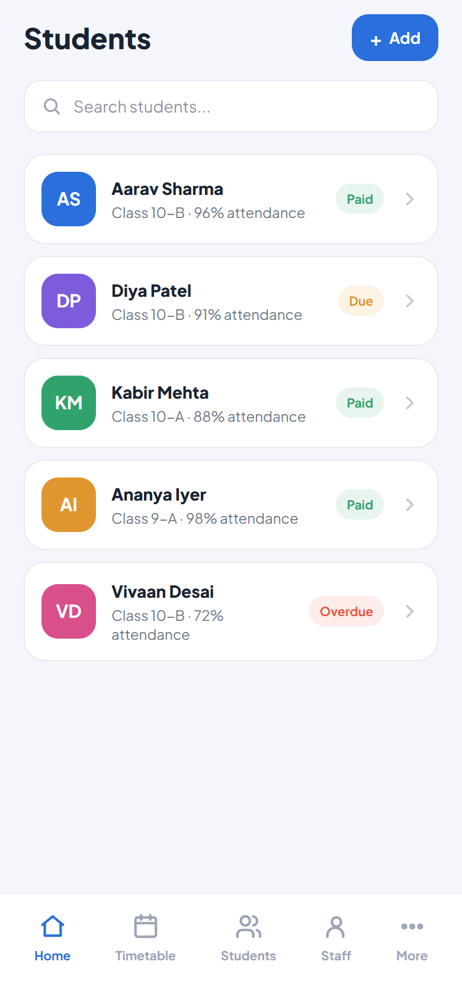 Students
+ Add
Search students...
AS
Aarav Sharma
Class 10–B · 96% attendance
Paid
DP
Diya Patel
Class 10–B · 91% attendance
Due
KM
Kabir Mehta
Class 10–A · 88% attendance
Paid
AI
Ananya Iyer
Class 9–A · 98% attendance
Paid
VD
Vivaan Desai
Class 10–B · 72%
attendance
Overdue
Home
Timetable
Students
Staff
More